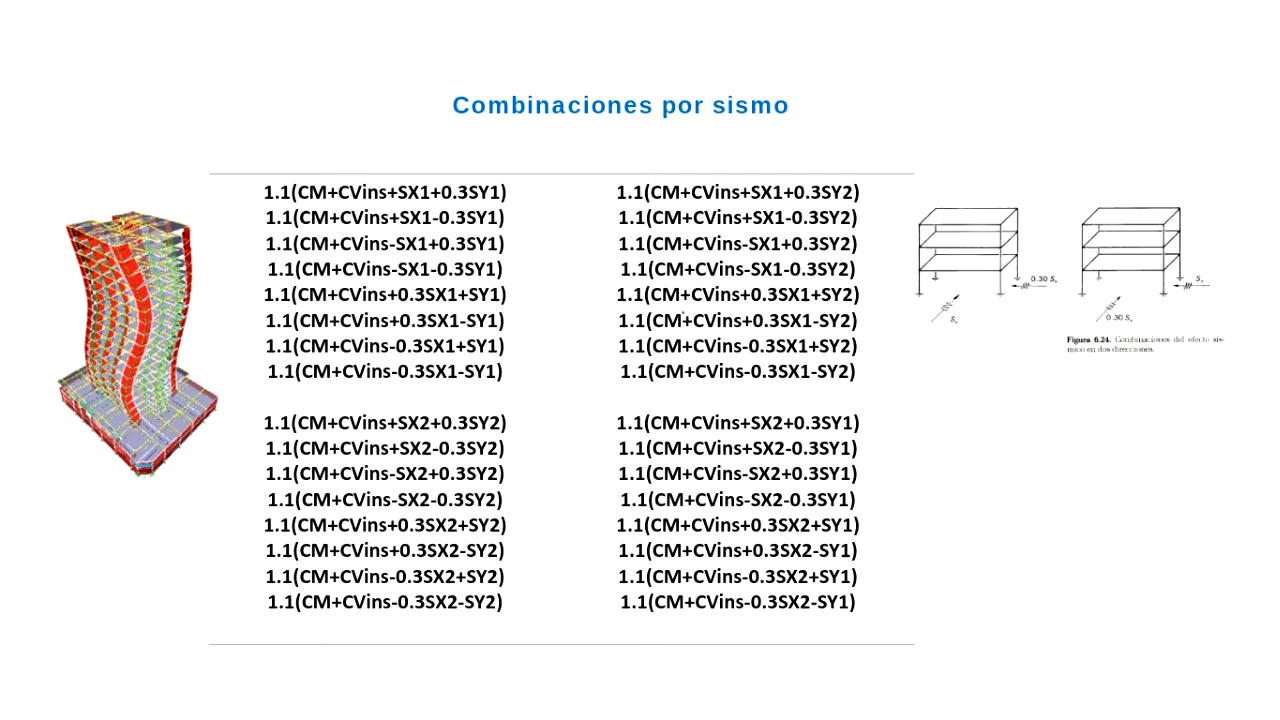 Combinaciones por sismo
1.1(CM+CVins+SX1+0.3SY1)
1.1(CM+CVins+SX1-0.3SY1)
1.1(CM+CVins-SX1+0.3SY1)
1.1(CM+CVins-SX1-0.3SY1)
1.1(CM+CVins+0.3SX1+SY1)
1.1(CM+CVins+0.3SX1-SY1)
1.1(CM+CVins-0.3SX1+SY1)
1.1(CM+CVins-0.3SX1-SY1)
1.1(CM+CVins+SX2+0.3SY2)
1.1(CM+CVins+SX2-0.3SY2)
1.1(CM+CVins-SX2+0.3SY2)
1.1(CM+CVins-SX2-0.3SY2)
1.1(CM+CVins+0.3SX2+SY2)
1.1(CM+CVins+0.3SX2-SY2)
1.1(CM+CVins-0.3SX2+SY2)
1.1(CM+CVins-0.3SX2-SY2)
1.1(CM+CVins+SX1+0.3SY2)
1.1(CM+CVins+SX1-0.3SY2)
1.1(CM+CVins-SX1+0.3SY2)
1.1(CM+CVins-SX1-0.3SY2)
1.1(CM+CVins+0.3SX1+SY2)
1.1(CM+CVins+0.3SX1-SY2)
1.1(CM+CVins-0.3SX1+SY2)
1.1(CM+CVins-0.3SX1-SY2)
1.1(CM+CVins+SX2+0.3SY1)
1.1(CM+CVins+SX2-0.3SY1)
1.1(CM+CVins-SX2+0.3SY1)
1.1(CM+CVins-SX2-0.3SY1)
1.1(CM+CVins+0.3SX2+SY1)
1.1(CM+CVins+0.3SX2-SY1)
1.1(CM+CVins-0.3SX2+SY1)
1.1(CM+CVins-0.3SX2-SY1)
0.30 S
S
S
0.30 S
Figura 6.24. Combinaciones del efecto sís-
mico en dos direcciones.